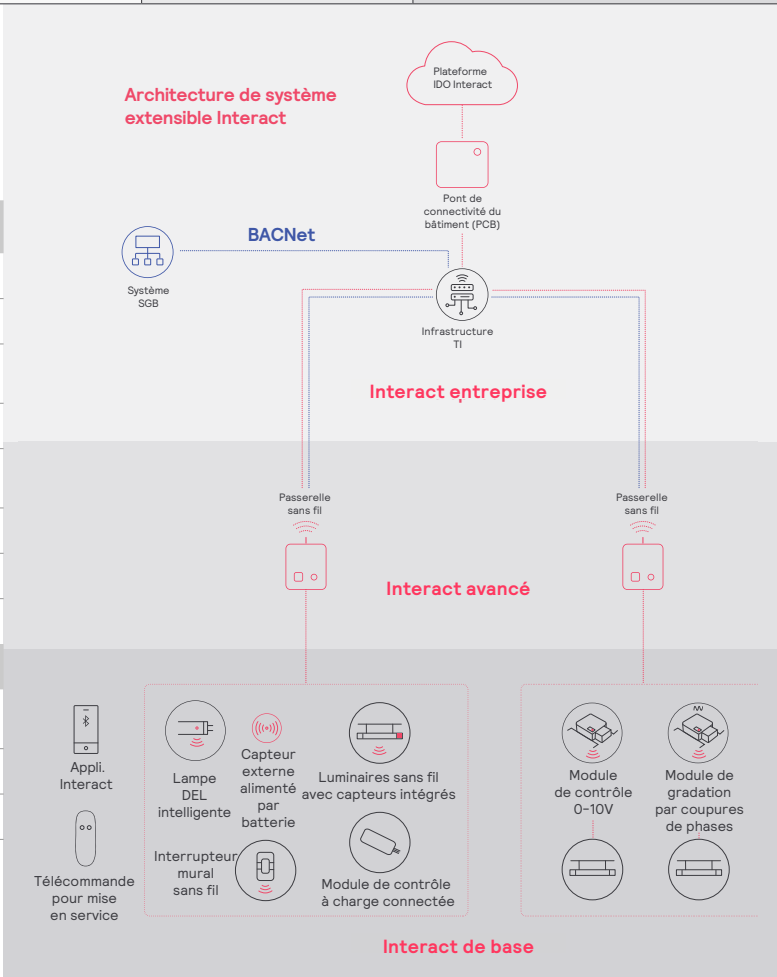 Architecture de système
extensible Interact
Plateforme
IDO Interact
Pont de
connectivité du
bâtiment (PCB)
BACNet
Système
SGB
Infrastructure
TI
Interact entreprise
Passerelle
sans fil
Passerelle
sans fil
Interact avancé
Appli.
Interact
Télécommande
pour mise
en service
Lampe
DEL
intelligente
Capteur
externe
alimenté
par
batterie
Luminaires sans fil
avec capteurs intégrés
Interrupteur
mural
sans fil
Module de contrôle
à charge connectée
Module
de contrôle
0-10V
Module de
gradation
par coupures
de phases
Interact de base